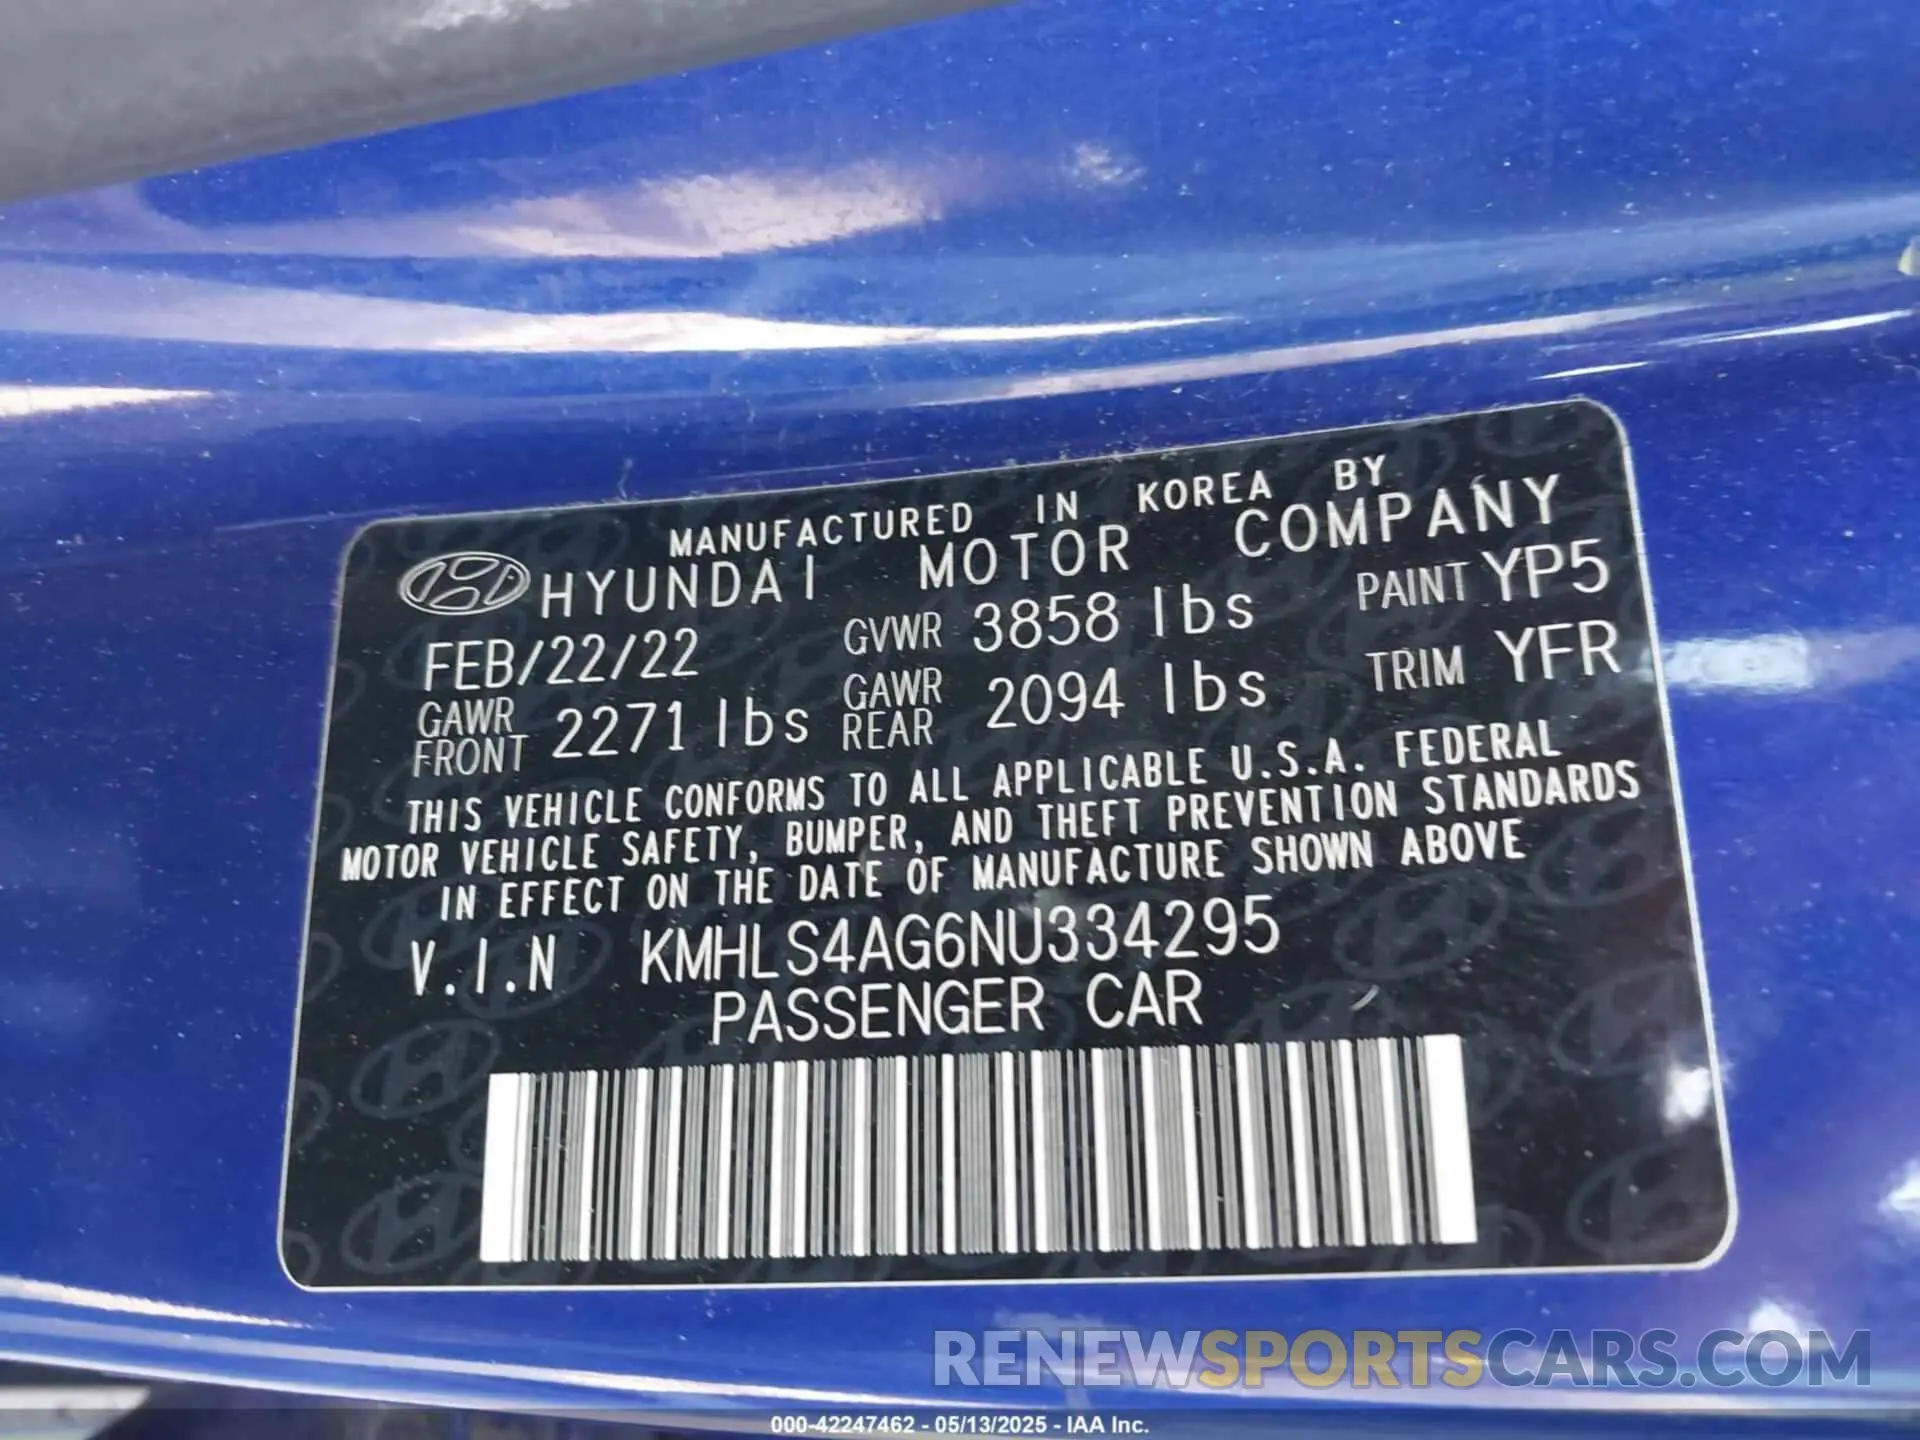 MANUFACTURED IN KOREA BY
HYUNDAI MOTOR COMPANY
FEB/22/22 GVWR 3858 lbs PAINT YP5
GAWR FRONT 2271 lbs GAWR REAR 2094 lbs TRIM YFR
THIS VEHICLE CONFORMS TO ALL APPLICABLE U.S.A. FEDERAL
MOTOR VEHICLE SAFETY, BUMPER, AND THEFT PREVENTION STANDARDS
IN EFFECT ON THE DATE OF MANUFACTURE SHOWN ABOVE
V.I.N KMHLS4AG6NU334295
PASSENGER CAR
RENEWSPORTSCARS.COM
000-42247462 - 05/13/2025 - IAA Inc.